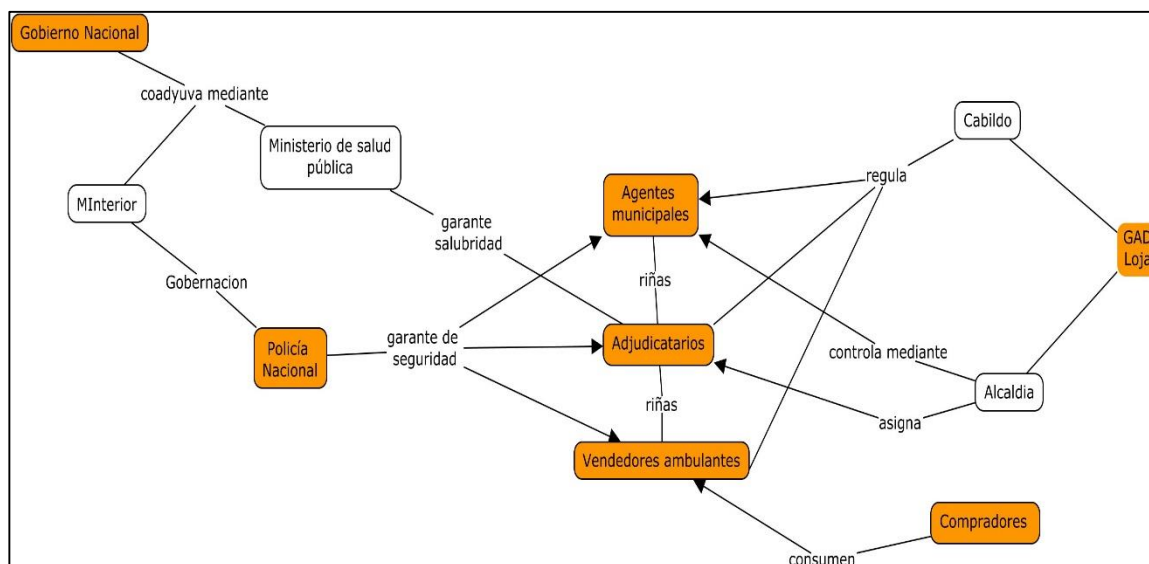 Gobierno Nacional
coadyuva mediante
Ministerio de salud
pública
MInterior
Cabildo
regula
Agentes
municipales
garante
salubridad
GAD
Loja
riñas
Gobernacion
Policía
Nacional
garante de
seguridad
Adjudicatarios
controla mediante
Alcaldia
riñas
asigna
Vendedores ambulantes
Compradores
consumen